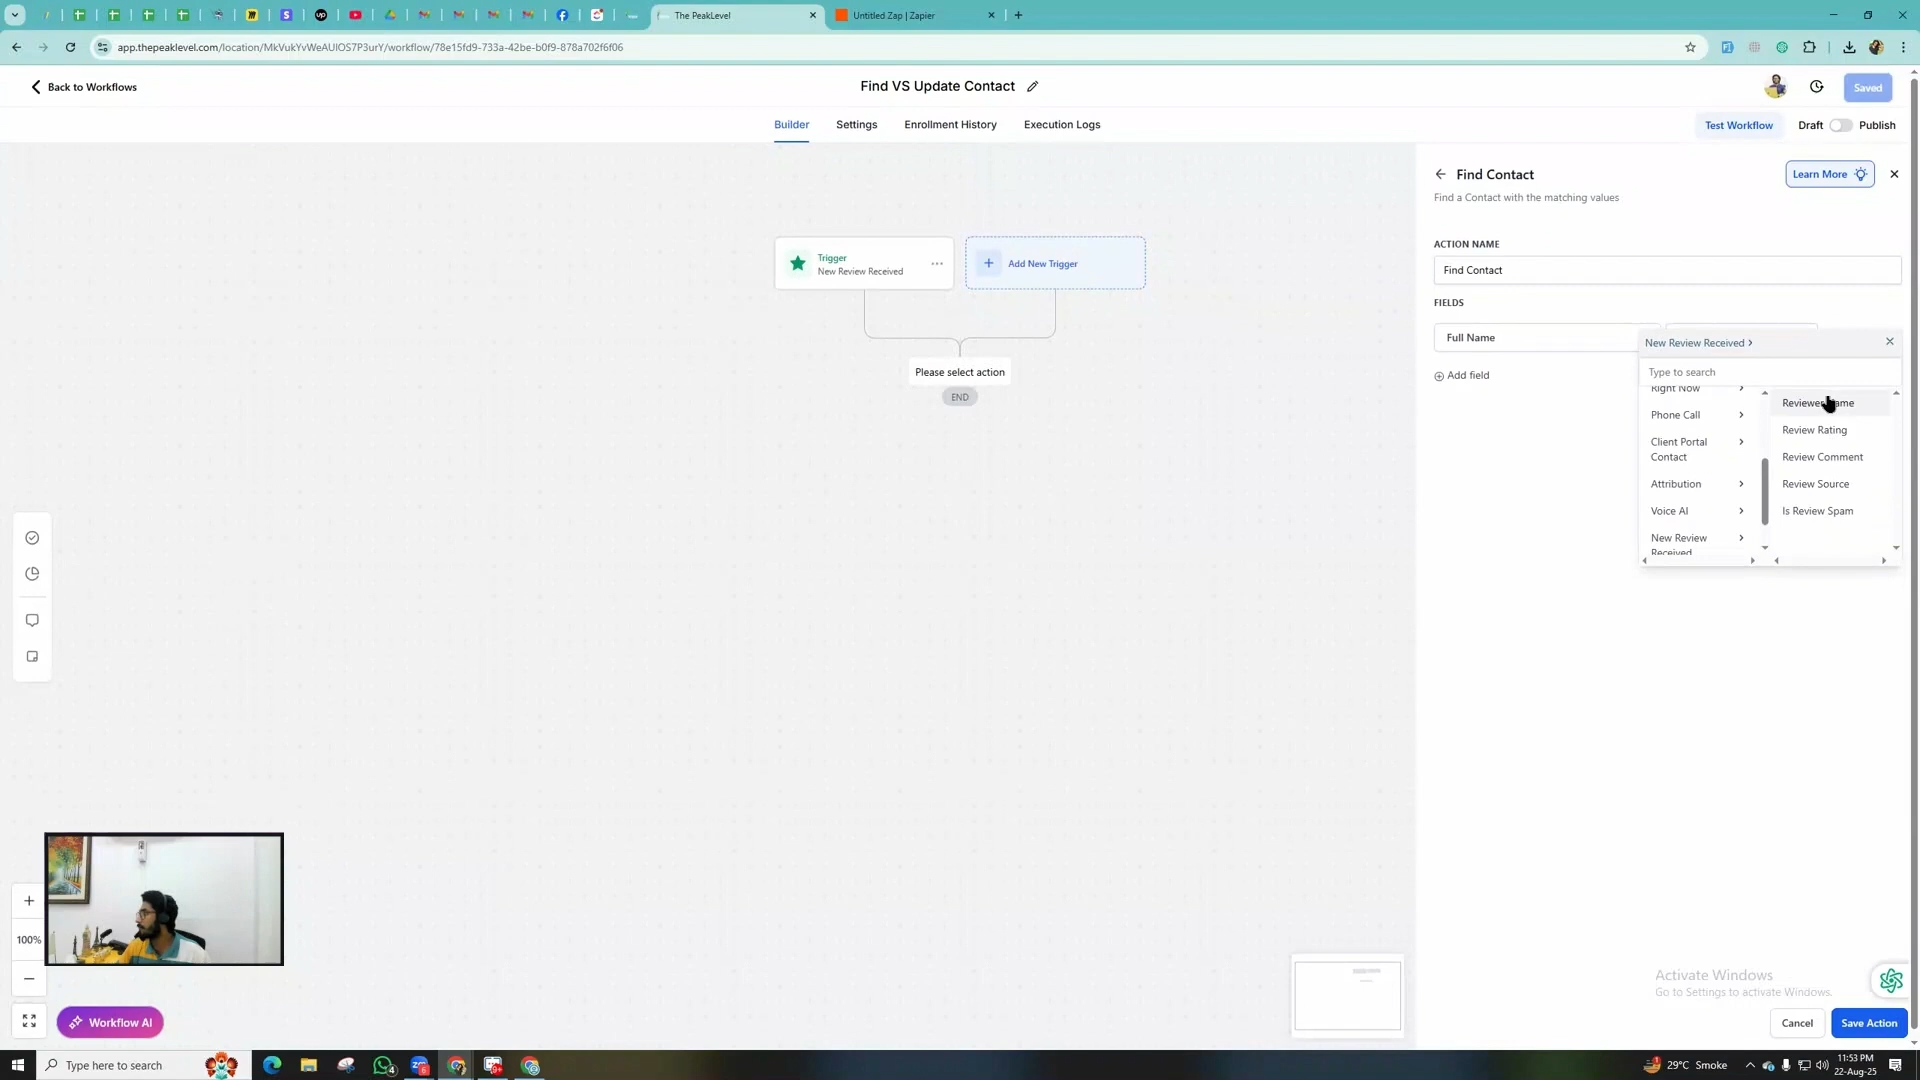 The PeakLevel
Untitled Zap | Zapier
app.thepeaklevel.com/location/MkVukYvWeAUlOS7P3urY/workflow/78e15fd9-733a-42be-b0f9-878a702f6f06
Back to Workflows
Find VS Update Contact
Saved
Builder
Settings
Enrollment History
Execution Logs
Test Workflow
Draft
Publish
Find Contact
Learn More
Find a Contact with the matching values
Trigger
New Review Received
Add New Trigger
ACTION NAME
Find Contact
FIELDS
Full Name
New Review Received
Please select action
Type to search
Add field
END
Right Now
Phone Call
Client Portal
Contact
Attribution
Voice AI
New Review
Received
Review Rating
Review Comment
Review Source
Is Review Spam
100%
Workflow AI
Activate Windows
Go to Settings to activate Windows.
Cancel
Save Action
Type here to search
29°C Smoke
11:53 PM
22-Aug-25